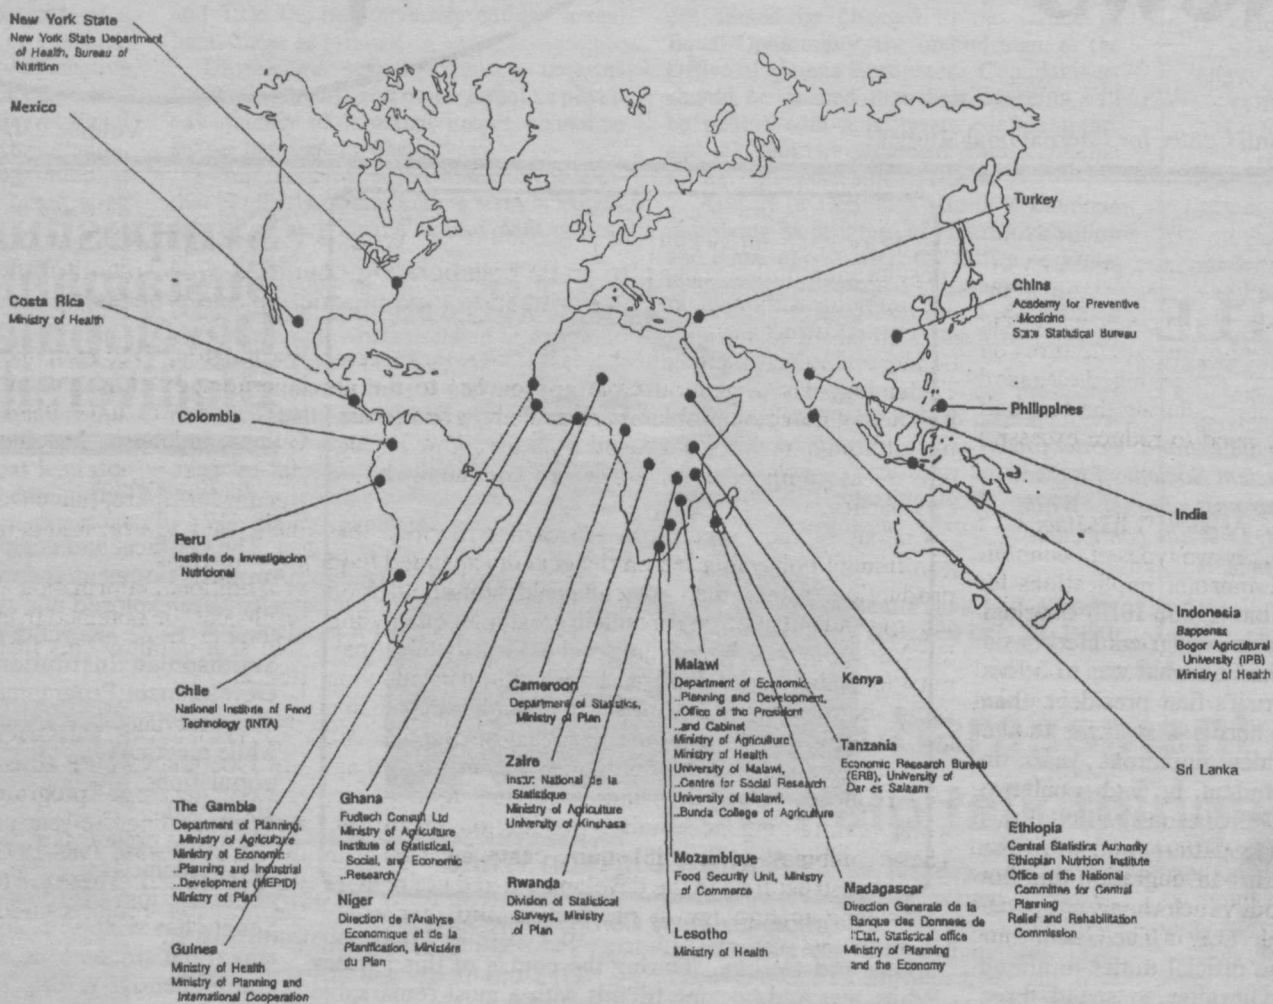 New York State
New York State Department
of Health, Bureau of
Nutrition
Mexico
Costa Rica
Ministry of Health
Colombia
Peru
Instituto de Investigacion
Nutricional
Chile
National Institute of Food
Technology (INTA)
The Gambia
Department of Planning,
Ministry of Agriculture
Ministry of Economic
Planning and Industrial
..Development (MEPID)
Ministry of Plan
Guinea
Ministry of Health
Ministry of Planning and
International Cooperation
Ghana
Fudtech Consult Ltd
Ministry of Agriculture
Institute of Statistical,
Social, and Economic
..Research,
Niger
Direction de l'Analyse
Economique et de la
Planification, Ministère
du Plan
Cameroon
Department of Statistics,
Ministry of Plan
Zaire
Instit. National de la
Statistique
Ministry of Agriculture
University of Kinshasa
Rwanda
Division of Statistical
Surveys, Ministry
of Plan
Malawi
Department of Economic
..Planning and Development,
..Office of the President
..and Cabinet
Ministry of Agriculture
Ministry of Health
University of Malawi,
..Centre for Social Research
University of Malawi,
..Bunda College of Agriculture
Mozambique
Food Security Unit, Ministry
of Commerce
Lesotho
Ministry of Health
Kenya
Tanzania
Economic Research Bureau
(ERB), University of
Dar es Salaam
Madagascar
Direction Generale de la
Banque des Donnees de
l'Etat, Statistical office
Ministry of Planning
and the Economy
Turkey
China
Academy for Preventive
..Medicine
State Statistical Bureau
Philippines
India
Indonesia
Bappenas
Bogor Agricultural
University (IPB)
Ministry of Health
Sri Lanka
Ethiopia
Central Statistics Authority
Ethiopian Nutrition Institute
Office of the National
Committee for Central
Planning
Relief and Rehabilitation
Commission